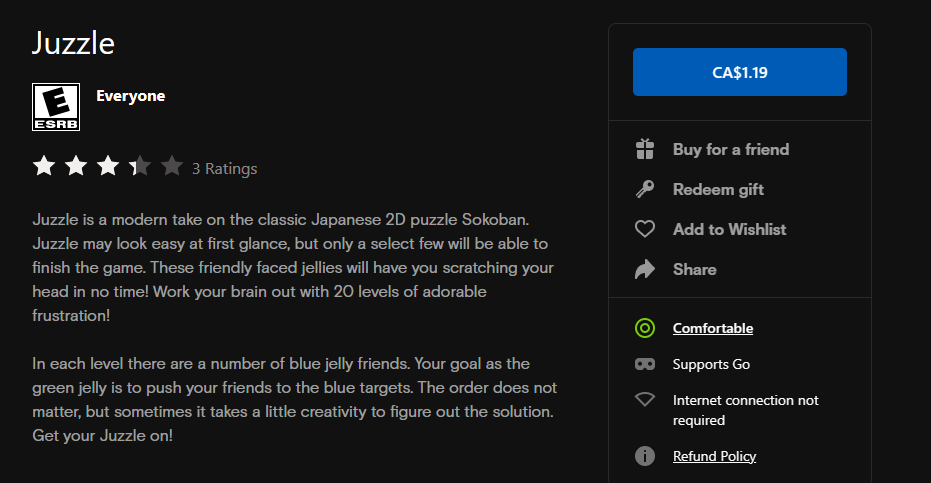 Juzzle
E
ESRB
Everyone
3 Ratings
Juzzle is a modern take on the classic Japanese 2D puzzle Sokoban.
Juzzle may look easy at first glance, but only a select few will be able to
finish the game. These friendly faced jellies will have you scratching your
head in no time! Work your brain out with 20 levels of adorable
frustration!
In each level there are a number of blue jelly friends. Your goal as the
green jelly is to push your friends to the blue targets. The order does not
matter, but sometimes it takes a little creativity to figure out the solution.
Get your Juzzle on!
CA$1.19
Buy for a friend
Redeem gift
Add to Wishlist
Share
Comfortable
Supports Go
Internet connection not
required
Refund Policy